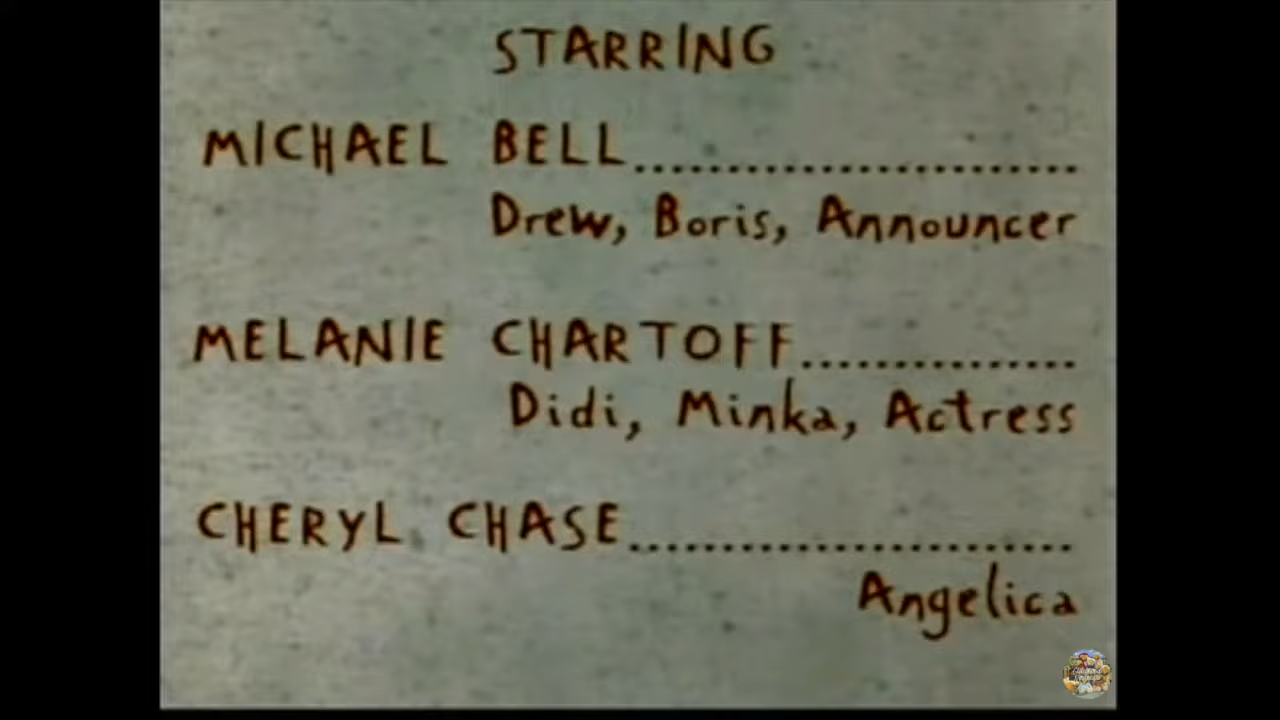 STARRING
MICHAEL BELL.......................
Drew, Boris, Announcer
MELANIE CHARTOFF..............
Didi, Minka, Actress
CHERYL CHASE.......................
Angelica